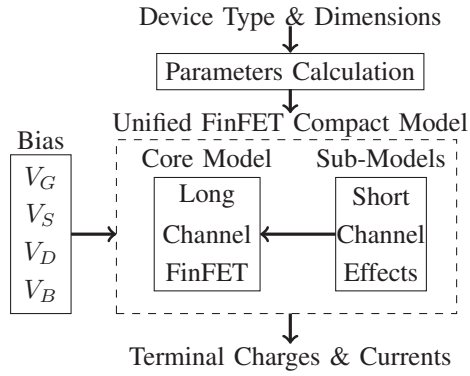 Device Type & Dimensions
Parameters Calculation
Unified FinFET Compact Model
Bias
V_G
V_S
V_D
V_B
Core Model
Long
Channel
FinFET
Sub-Models
Short
Channel
Effects
Terminal Charges & Currents